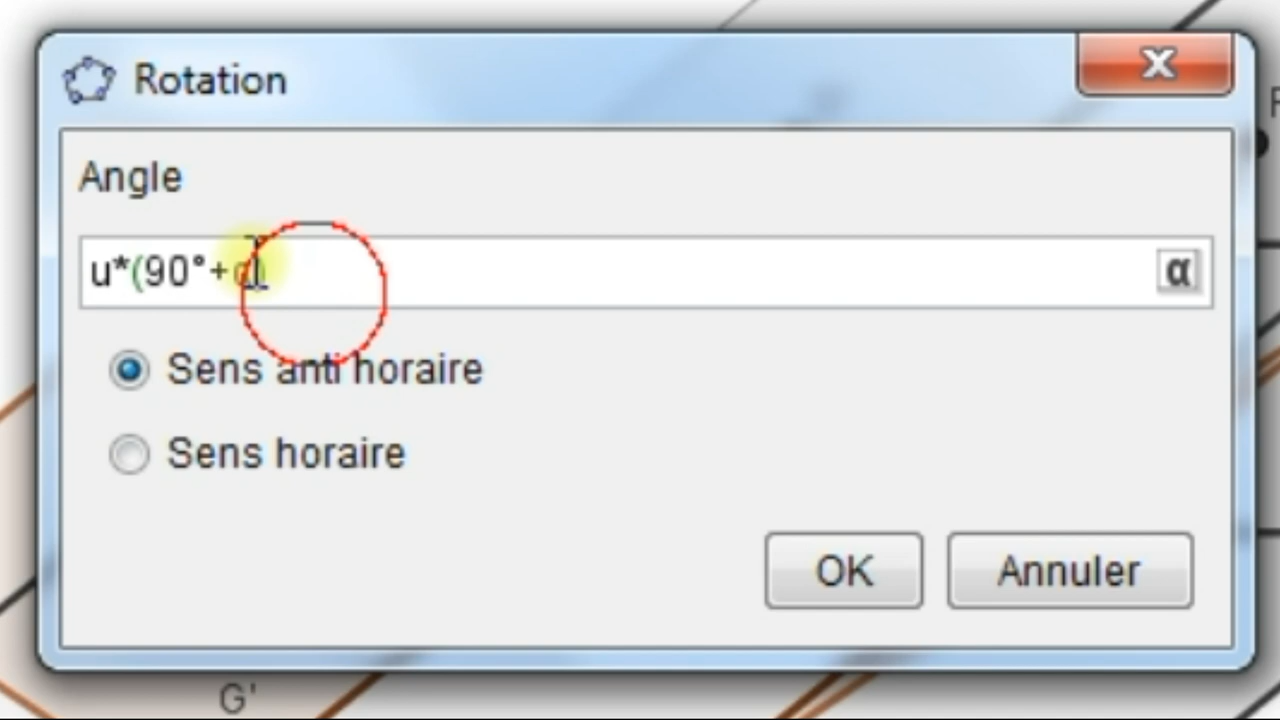 Rotation
Angle
u*(90°+
α
Sens anti horaire
Sens horaire
OK
Annuler
G'